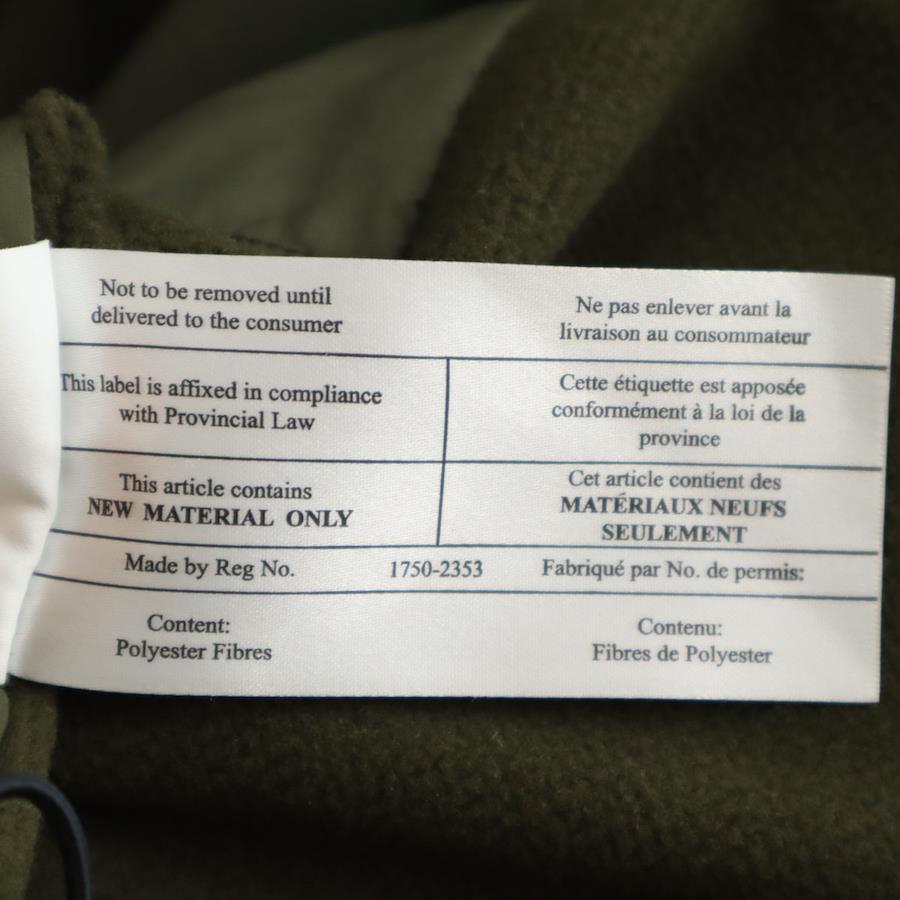 Not to be removed until
delivered to the consumer
Ne pas enlever avant la
livraison au consommateur
This label is affixed in compliance
with Provincial Law
Cette étiquette est apposée
conformément à la loi de la
province
This article contains
NEW MATERIAL ONLY
Cet article contient des
MATÉRIAUX NEUFS
SEULEMENT
Made by Reg No. 1750-2353 Fabriqué par No. de permis:
Content:
Polyester Fibres
Contenu:
Fibres de Polyester